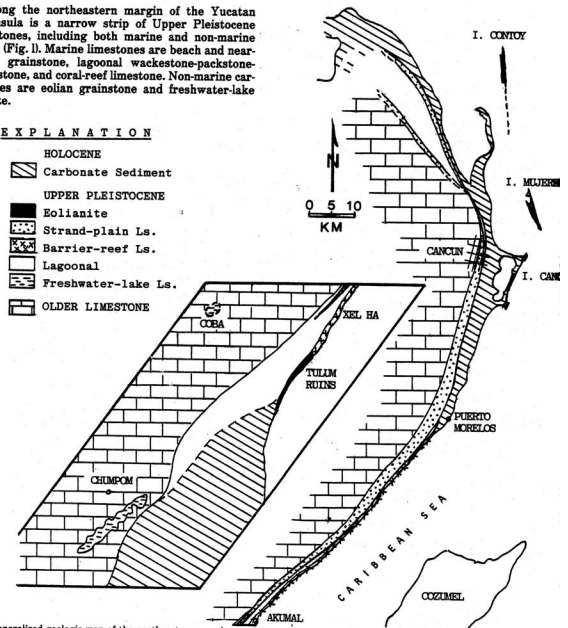 ong the northeastern margin of the Yucatan
nsula is a narrow strip of Upper Pleistocene
tones, including both marine and non-marine
(Fig. 1). Marine limestones are beach and near-
grainstone, lagoonal wackestone-packstone-
stone, and coral-reef limestone. Non-marine car-
es are eolian grainstone and freshwater-lake
te.
EXPLANATION
HOLOCENE
Carbonate Sediment
UPPER PLEISTOCENE
Eolianite
Strand-plain Ls.
Barrier-reef Ls.
Lagoonal
Freshwater-lake Ls.
OLDER LIMESTONE
I. CONTOY
N
0 5 10
KM
I. MUJERE
CANCUN
I. CAN
COBA
XEL HA
TULUM
RUINS
PUERTO
MORELOS
CHUMPOM
CARIBBEAN SEA
COZUMEL
AKUMAL